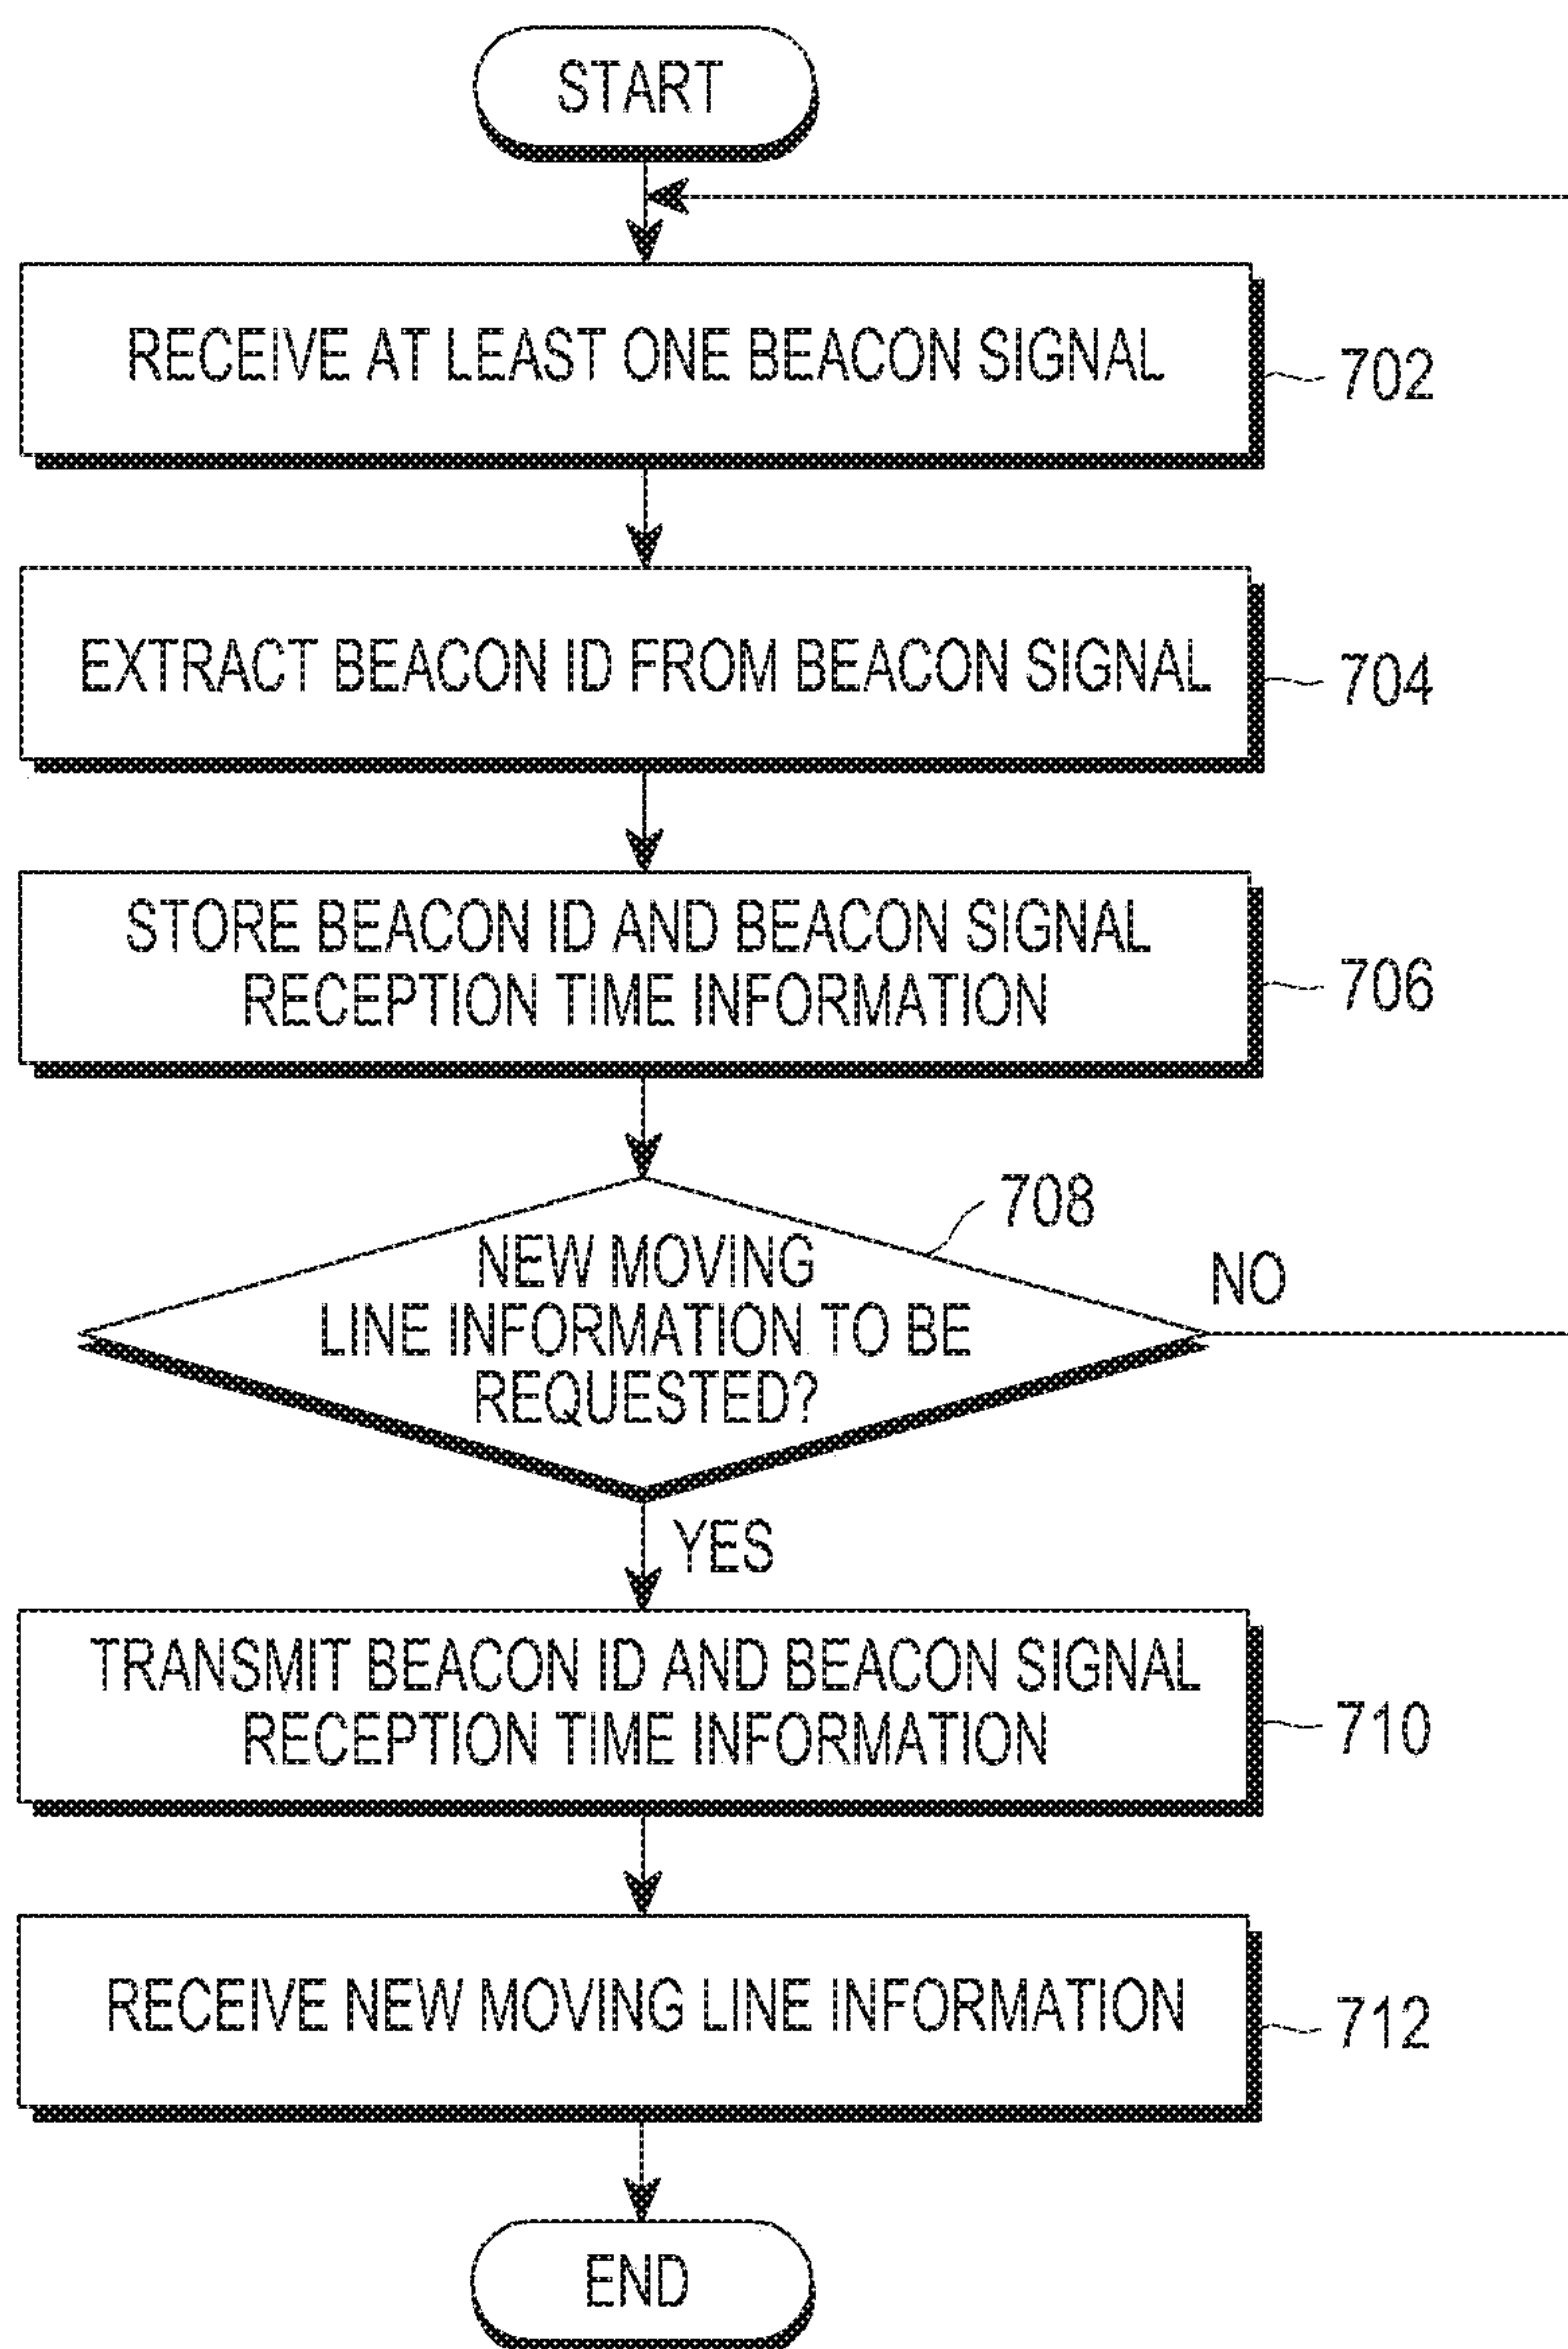 START
RECEIVE AT LEAST ONE BEACON SIGNAL
702
EXTRACT BEACON ID FROM BEACON SIGNAL
704
STORE BEACON ID AND BEACON SIGNAL
RECEPTION TIME INFORMATION
706
708
NEW MOVING
LINE INFORMATION TO BE
REQUESTED?
NO
YES
TRANSMIT BEACON ID AND BEACON SIGNAL
RECEPTION TIME INFORMATION
710
RECEIVE NEW MOVING LINE INFORMATION
712
END